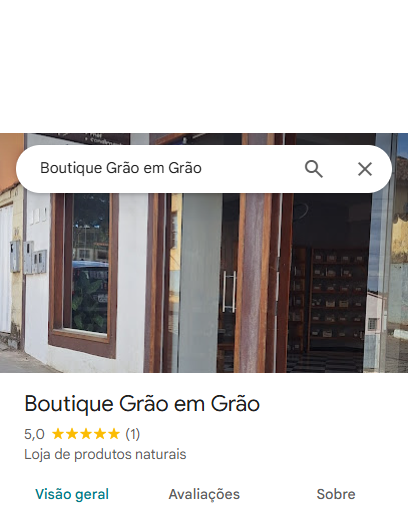 Boutique Grão em Grão
Boutique Grão em Grão
5,0 ★★★★★ (1)
Loja de produtos naturais
Visão geral Avaliações Sobre